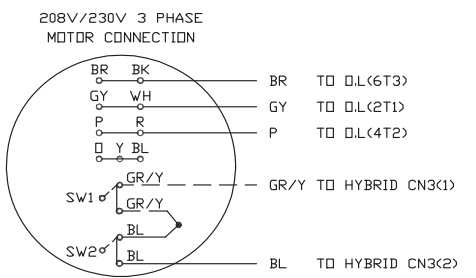 208V/230V 3 PHASE
MOTOR CONNECTION
BR BK BR TO O.L(6T3)
GY WH GY TO O.L(2T1)
P R P TO O.L(4T2)
O Y BL
GR/Y GR/Y TO HYBRID CN3(1)
SW1
GR/Y
BL
SW2
BL BL TO HYBRID CN3(2)